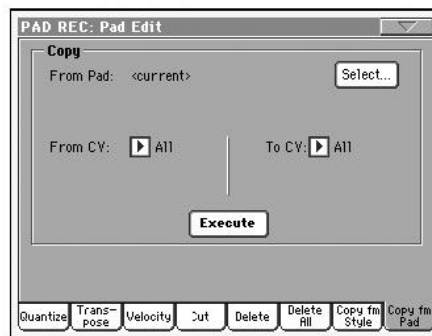 PAD REC: Pad Edit
Copy
From Pad: <current>
Select...
From CV: All
To CV: All
Execute
Quantize
Trans-
pose
Velocity
Cut
Delete
Delete
All
Copy fm
Style
Copy fm
Pad